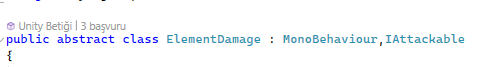 Unity Betiği | 3 başvuru
public abstract class ElementDamage : MonoBehaviour,IAttackable
{